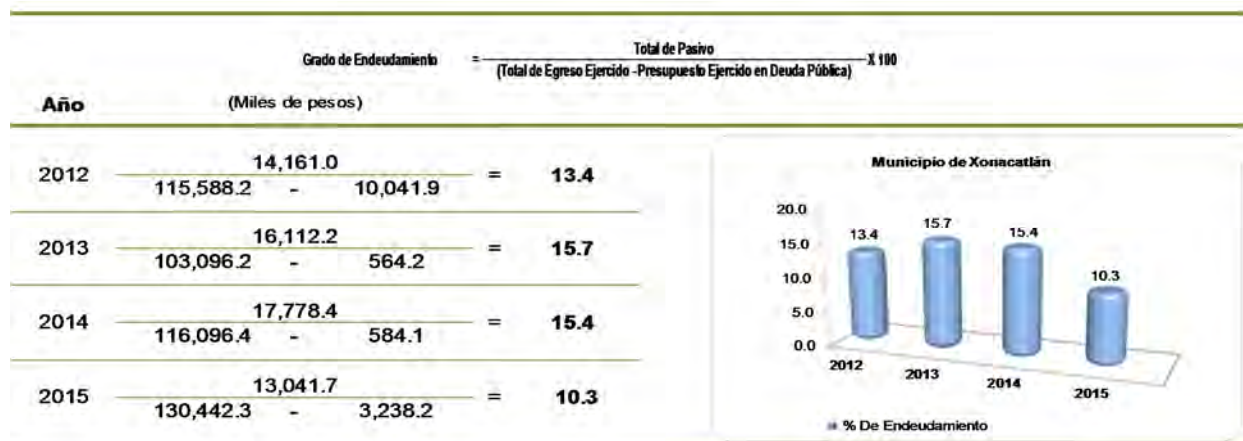 Total de Pasivo
Grado de Endeudamiento = X 100
(Total de Egreso Ejercido - Presupuesto Ejercido en Deuda Pública)
Año (Miles de pesos)
14,161.0
2012 = 13.4
115,588.2 - 10,041.9
16,112.2
2013 = 15.7
103,096.2 - 564.2
17,778.4
2014 = 15.4
116,096.4 - 584.1
13,041.7
2015 = 10.3
130,442.3 - 3,238.2
Municipio de Xonacatlán
20.0
15.0
10.0
5.0
0.0
13.4
15.7
15.4
10.3
2012
2013
2014
2015
% De Endeudamiento